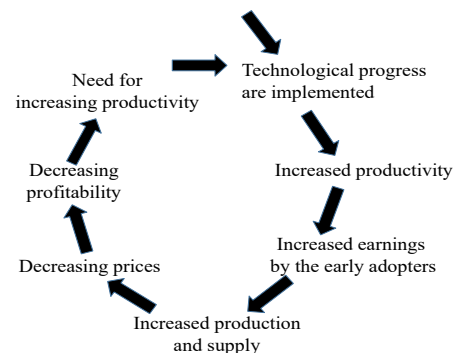 Technological progress
are implemented
Increased productivity
Increased earnings
by the early adopters
Increased production
and supply
Decreasing prices
Decreasing
profitability
Need for
increasing productivity